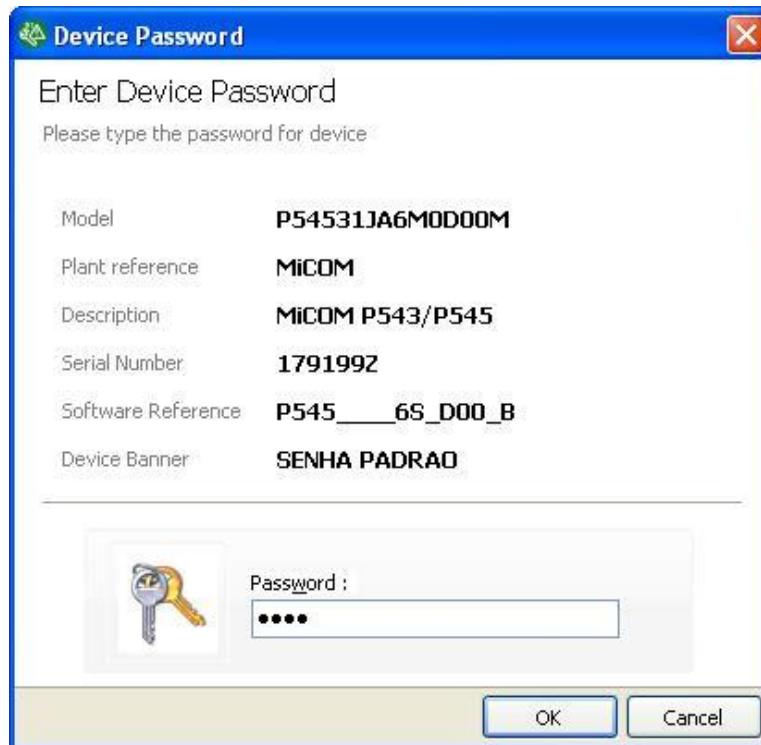 Device Password
Enter Device Password
Please type the password for device
Model P54531JA6M0D00M
Plant reference MiCOM
Description MiCOM P543/P545
Serial Number 179199Z
Software Reference P545____6S_D00_B
Device Banner SENHA PADRAO
Password :
••••
OK Cancel